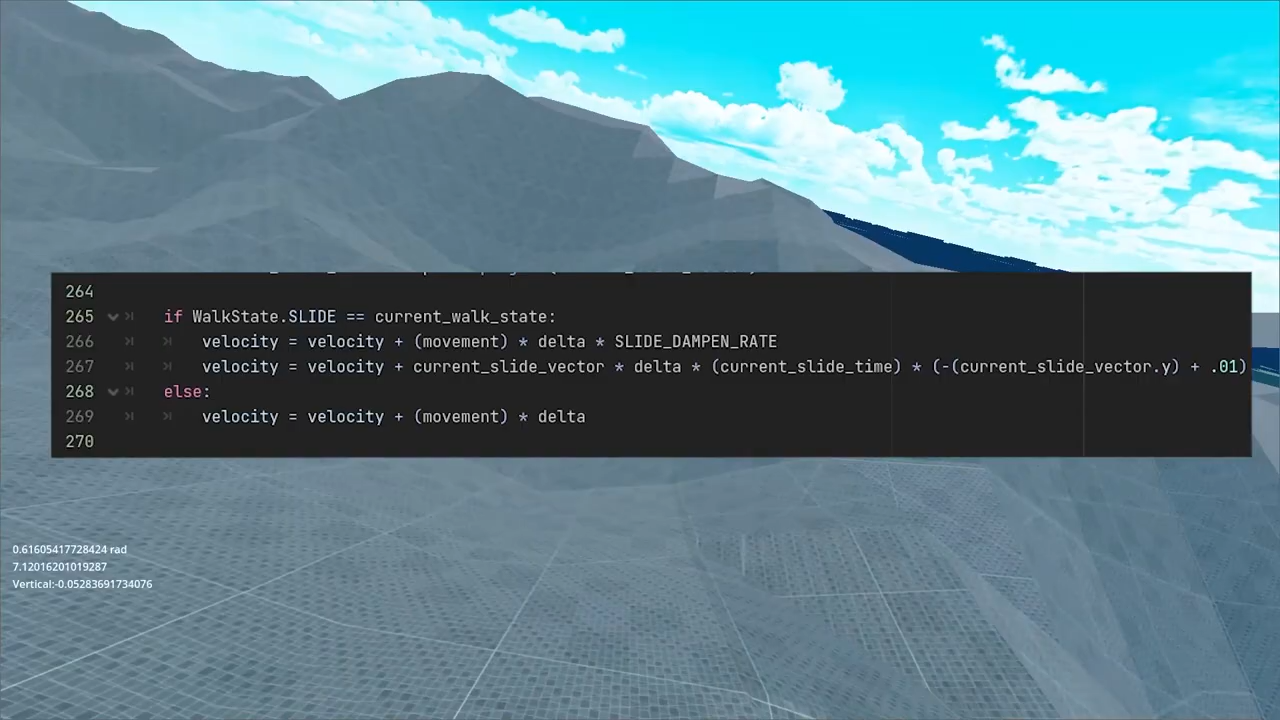 264
265 if WalkState.SLIDE == current_walk_state:
266 velocity = velocity + (movement) * delta * SLIDE_DAMPEN_RATE
267 velocity = velocity + current_slide_vector * delta * (current_slide_time) * (-(current_slide_vector.y) + .01)
268 else:
269 velocity = velocity + (movement) * delta
270
0.61605417728424 rad
7.12016201019287
Vertical:-0.05283691734076